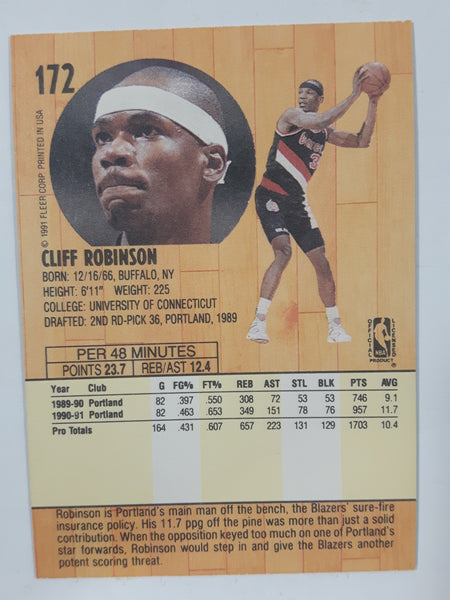 172
© 1991 FLEER CORP. PRINTED IN USA
CLIFF ROBINSON
BORN: 12/16/66, BUFFALO, NY
HEIGHT: 6'11" WEIGHT: 225
COLLEGE: UNIVERSITY OF CONNECTICUT
DRAFTED: 2ND RD-PICK 36, PORTLAND, 1989
OFFICIAL LICENSED
NBA
PRODUCT
PER 48 MINUTES
POINTS 23.7 REB/AST 12.4
Year Club G FG% FT% REB AST STL BLK PTS AVG
1989-90 Portland 82 .397 .550 308 72 53 53 746 9.1
1990-91 Portland 82 .463 .653 349 151 78 76 957 11.7
Pro Totals 164 .431 .607 657 223 131 129 1703 10.4
Robinson is Portland's main man off the bench, the Blazers' sure-fire
insurance policy. His 11.7 ppg off the pine was more than just a solid
contribution. When the opposition keyed too much on one of Portland's
star forwards, Robinson would step in and give the Blazers another
potent scoring threat.